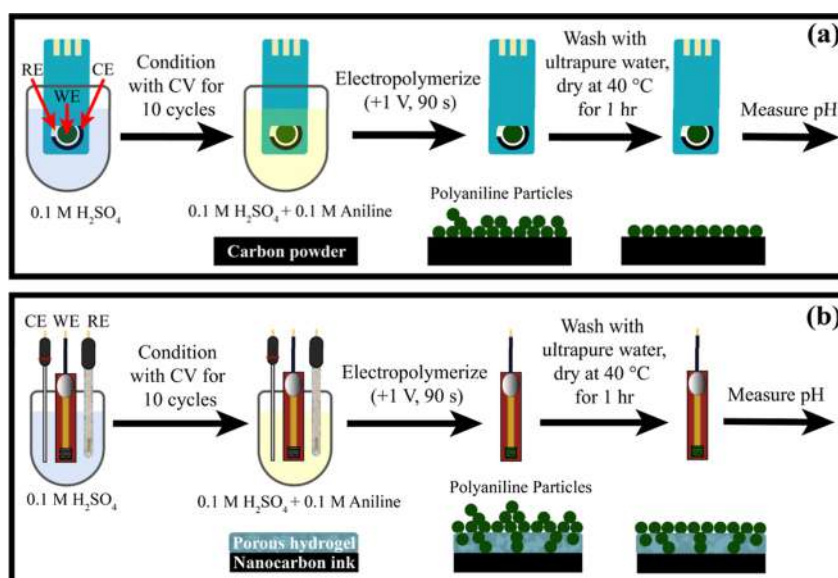 (a)
RE
CE
WE
Condition
with CV for
10 cycles
Electropolymerize
(+1 V, 90 s)
Wash with
ultrapure water,
dry at 40 °C
for 1 hr
Measure pH
0.1 M H₂SO₄
0.1 M H₂SO₄ + 0.1 M Aniline
Polyaniline Particles
Carbon powder
(b)
CE WE RE
Condition
with CV for
10 cycles
Electropolymerize
(+1 V, 90 s)
Wash with
ultrapure water,
dry at 40 °C
for 1 hr
Measure pH
0.1 M H₂SO₄
0.1 M H₂SO₄ + 0.1 M Aniline
Polyaniline Particles
Porous hydrogel
Nanocarbon ink